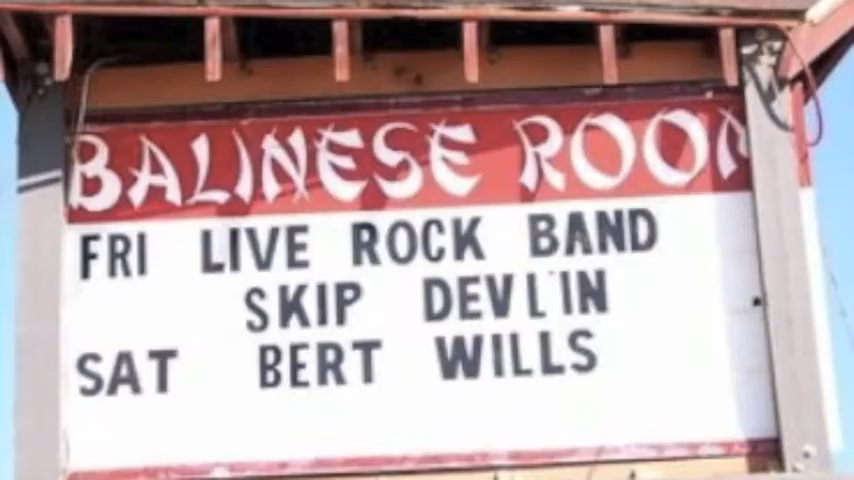 BALINESE ROOM
FRI LIVE ROCK BAND
SKIP DEVLIN
SAT BERT WILLS